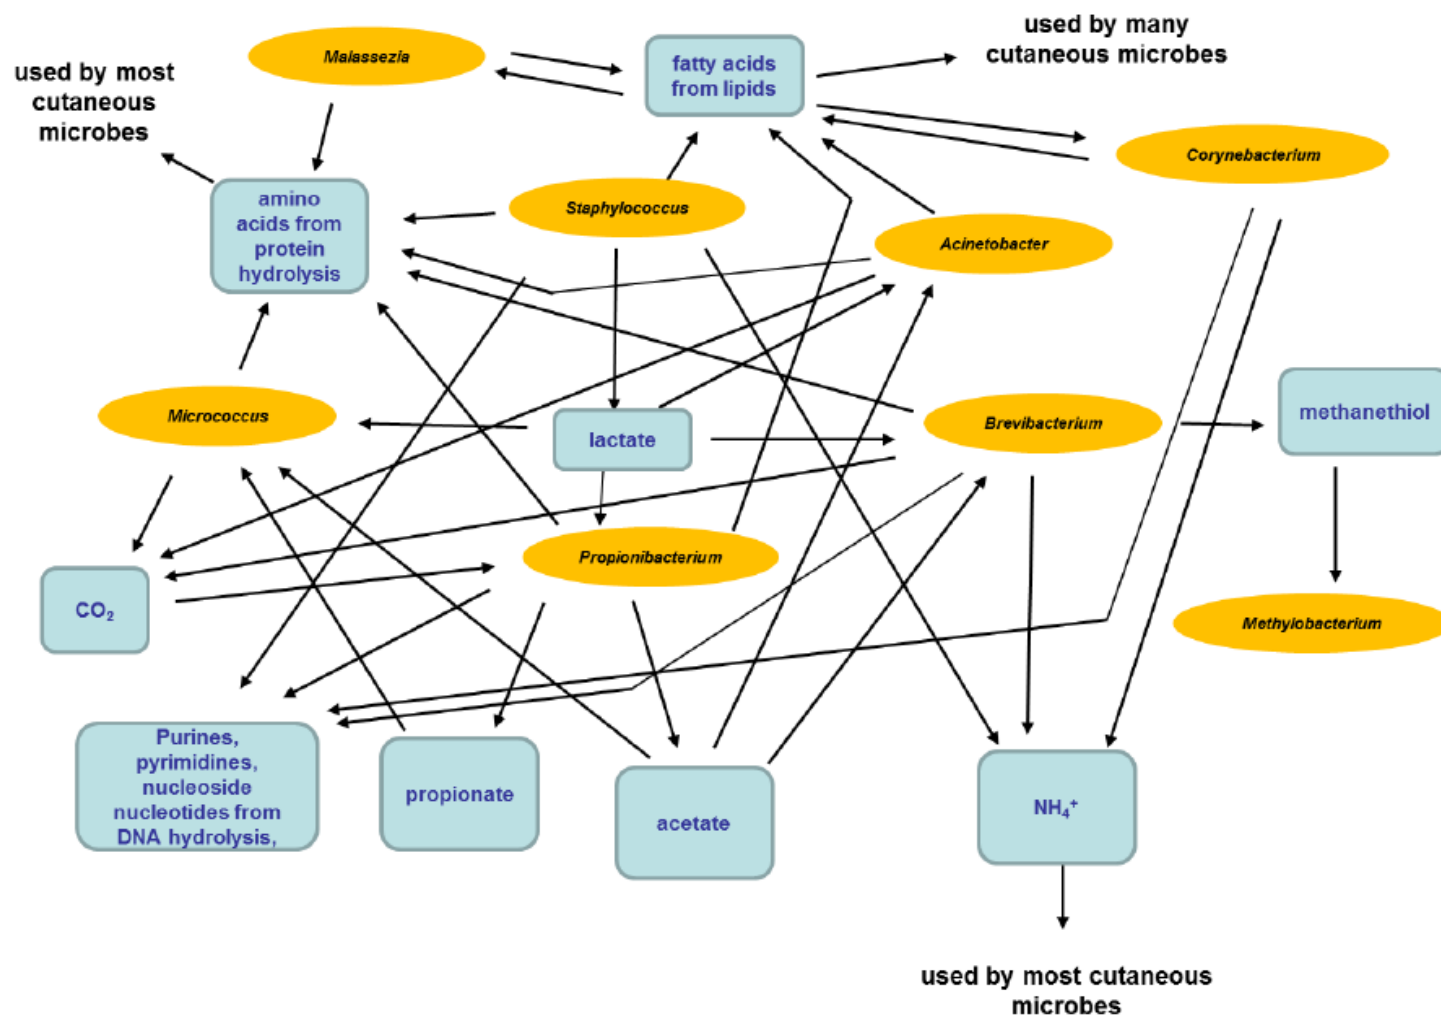 used by many
cutaneous microbes
Malassezia
fatty acids
from lipids
used by most
cutaneous
microbes
Corynebacterium
amino
acids from
protein
hydrolysis
Staphylococcus
Acinetobacter
Micrococcus
lactate
Brevibacterium
methanethiol
Propionibacterium
CO₂
Methylobacterium
Purines,
pyrimidines,
nucleoside
nucleotides from
DNA hydrolysis,
propionate
acetate
NH₄⁺
used by most cutaneous
microbes